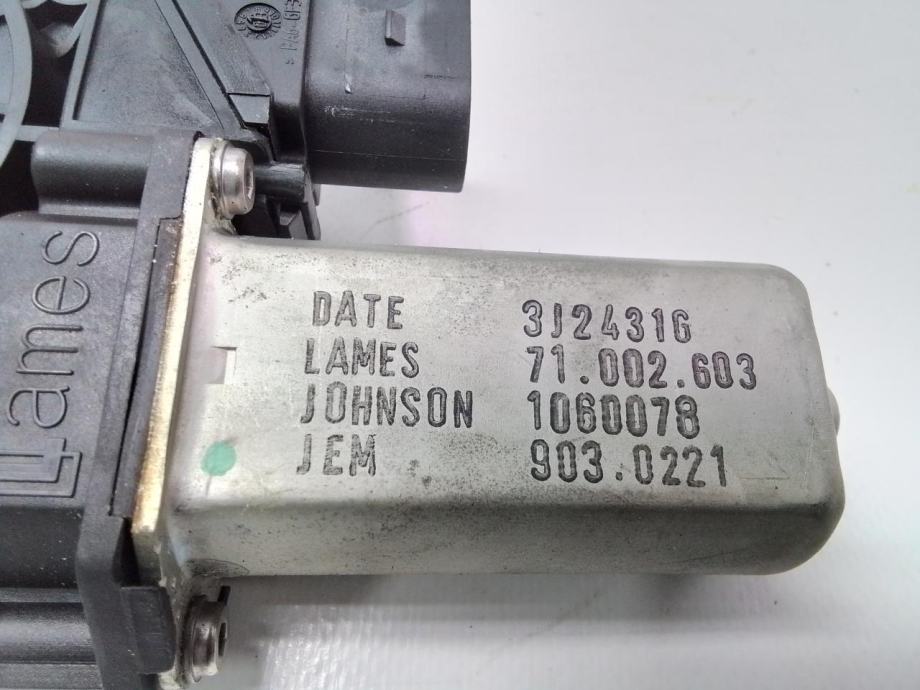 Lames
DATE 3J2431G
LAMES 71.002.603
JOHNSON 1060078
JEM 903.0221